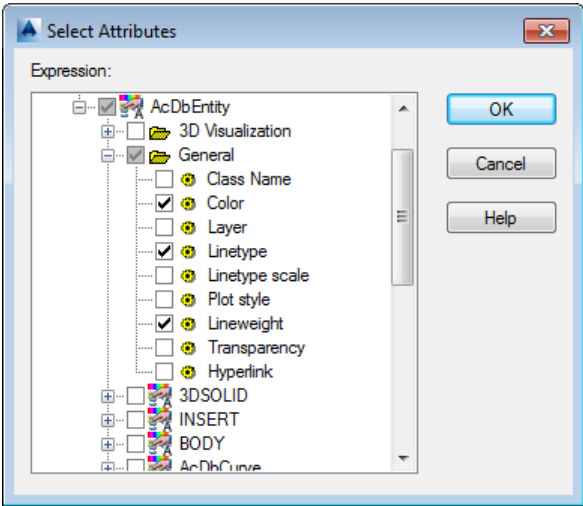 Select Attributes
Expression:
AcDbEntity
3D Visualization
General
Class Name
Color
Layer
Linetype
Linetype scale
Plot style
Lineweight
Transparency
Hyperlink
3DSOLID
INSERT
BODY
AcDbCurve
OK
Cancel
Help